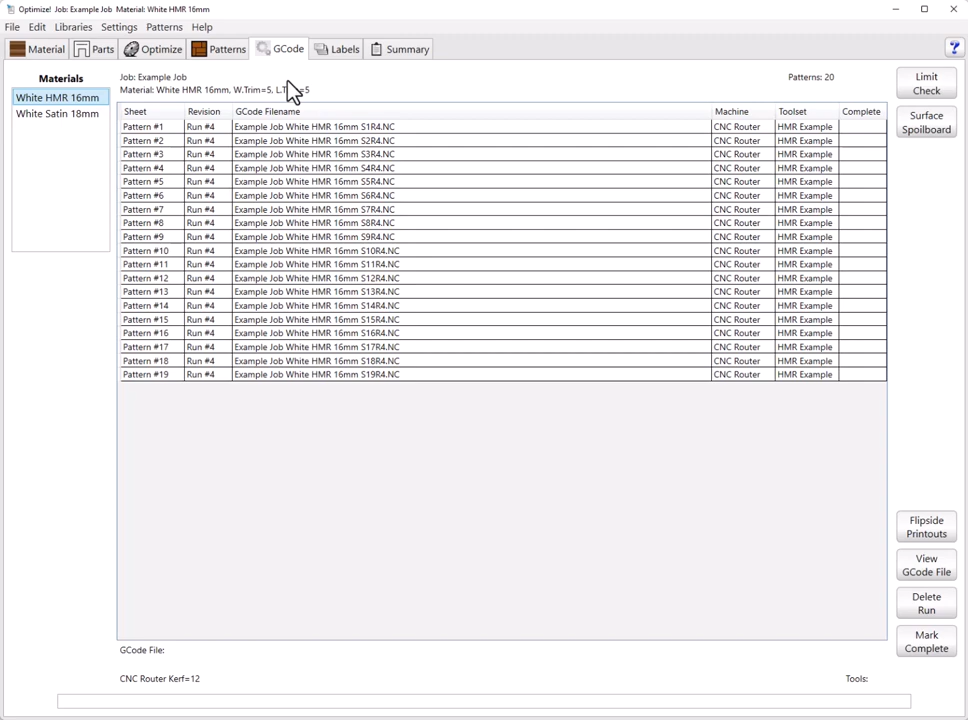 Optimize! Job: Example Job Material: White HMR 16mm
File Edit Libraries Settings Patterns Help
Material Parts Optimize Patterns GCode Labels Summary ?
Materials
White HMR 16mm
White Satin 18mm
Job: Example Job Patterns: 20
Material: White HMR 16mm, W.Trim=5, L.T =5
Sheet Revision GCode Filename Machine Toolset Complete
Pattern #1 Run #4 Example Job White HMR 16mm S1R4.NC CNC Router HMR Example
Pattern #2 Run #4 Example Job White HMR 16mm S2R4.NC CNC Router HMR Example
Pattern #3 Run #4 Example Job White HMR 16mm S3R4.NC CNC Router HMR Example
Pattern #4 Run #4 Example Job White HMR 16mm S4R4.NC CNC Router HMR Example
Pattern #5 Run #4 Example Job White HMR 16mm S5R4.NC CNC Router HMR Example
Pattern #6 Run #4 Example Job White HMR 16mm S6R4.NC CNC Router HMR Example
Pattern #7 Run #4 Example Job White HMR 16mm S7R4.NC CNC Router HMR Example
Pattern #8 Run #4 Example Job White HMR 16mm S8R4.NC CNC Router HMR Example
Pattern #9 Run #4 Example Job White HMR 16mm S9R4.NC CNC Router HMR Example
Pattern #10 Run #4 Example Job White HMR 16mm S10R4.NC CNC Router HMR Example
Pattern #11 Run #4 Example Job White HMR 16mm S11R4.NC CNC Router HMR Example
Pattern #12 Run #4 Example Job White HMR 16mm S12R4.NC CNC Router HMR Example
Pattern #13 Run #4 Example Job White HMR 16mm S13R4.NC CNC Router HMR Example
Pattern #14 Run #4 Example Job White HMR 16mm S14R4.NC CNC Router HMR Example
Pattern #15 Run #4 Example Job White HMR 16mm S15R4.NC CNC Router HMR Example
Pattern #16 Run #4 Example Job White HMR 16mm S16R4.NC CNC Router HMR Example
Pattern #17 Run #4 Example Job White HMR 16mm S17R4.NC CNC Router HMR Example
Pattern #18 Run #4 Example Job White HMR 16mm S18R4.NC CNC Router HMR Example
Pattern #19 Run #4 Example Job White HMR 16mm S19R4.NC CNC Router HMR Example
Limit
Check
Surface
Spoilboard
Flipside
Printouts
View
GCode File
Delete
Run
Mark
Complete
GCode File:
CNC Router Kerf=12 Tools: